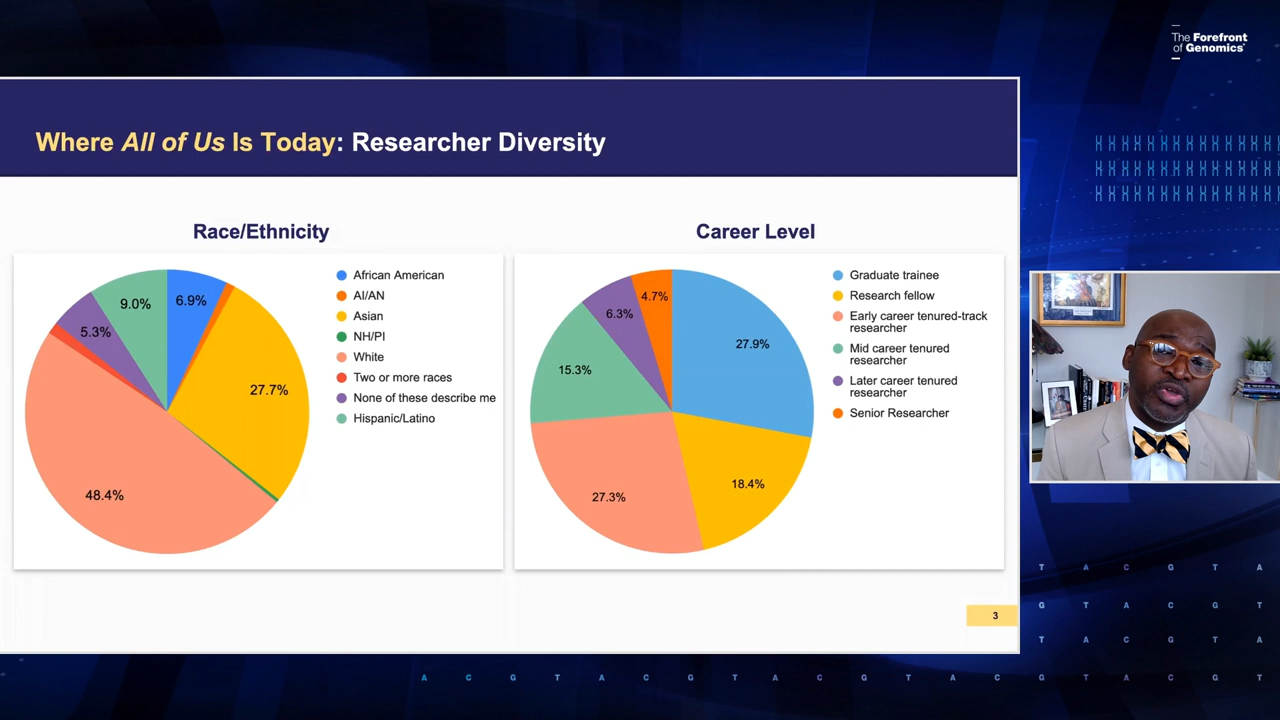 The Forefront
of Genomics®
Where All of Us Is Today: Researcher Diversity
Race/Ethnicity
9.0%
6.9%
5.3%
27.7%
48.4%
African American
AI/AN
Asian
NH/PI
White
Two or more races
None of these describe me
Hispanic/Latino
Career Level
4.7%
6.3%
27.9%
15.3%
18.4%
27.3%
Graduate trainee
Research fellow
Early career tenured-track
researcher
Mid career tenured
researcher
Later career tenured
researcher
Senior Researcher
3
T A C G T A
G T A C G T
T A C G T A
A C G T A C G T A C G T A C G T A C G T